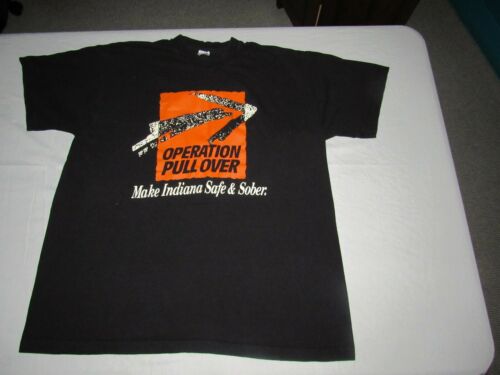 OPERATION
PULL OVER
Make Indiana Safe & Sober.